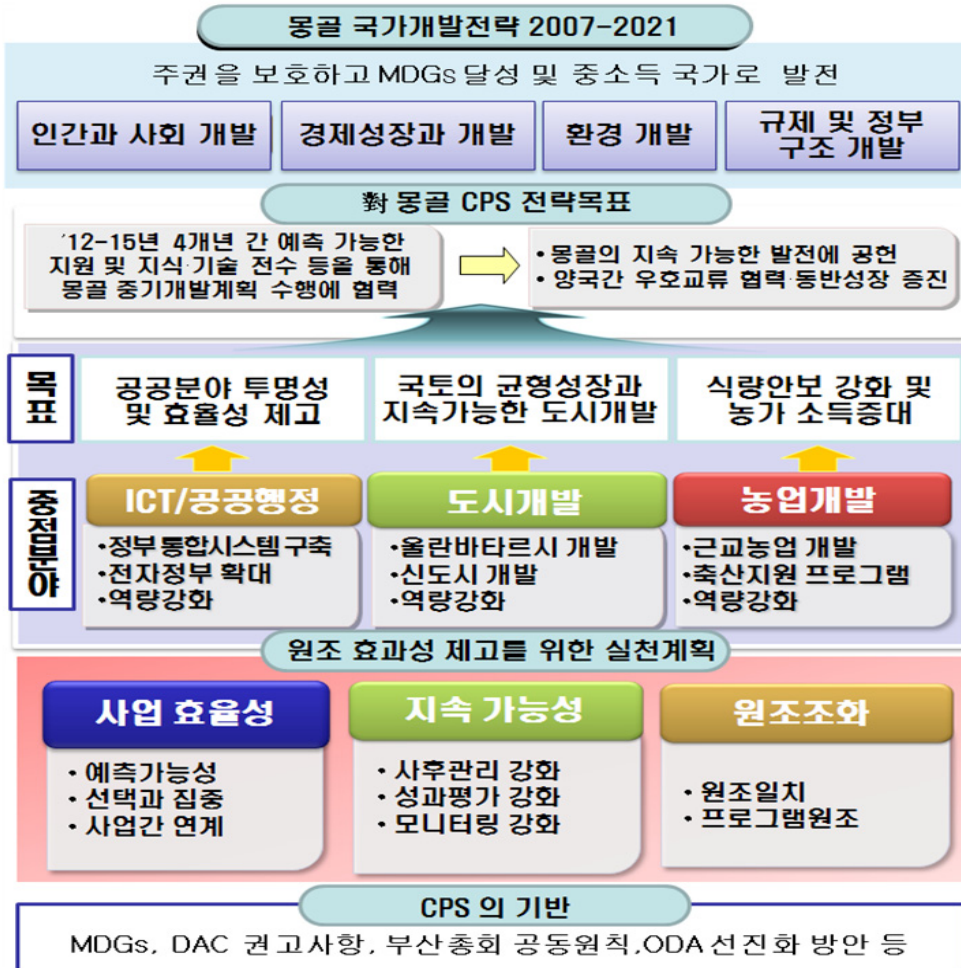 몽골 국가개발전략 2007-2021
주권을 보호하고 MDGs 달성 및 중소득 국가로 발전
인간과 사회 개발
경제성장과 개발
환경 개발
규제 및 정부
구조 개발
對 몽골 CPS 전략목표
'12-15년 4개년 간 예측 가능한
지원 및 지식·기술 전수 등을 통해
몽골 중기개발계획 수행에 협력
• 몽골의 지속 가능한 발전에 공헌
• 양국간 우호교류 협력·동반성장 증진
목표
공공분야 투명성
및 효율성 제고
국토의 균형성장과
지속가능한 도시개발
식량안보 강화 및
농가 소득증대
중점분야
ICT/공공행정
•정부 통합시스템 구축
•전자정부 확대
•역량강화
도시개발
•울란바타르시 개발
•신도시 개발
•역량강화
농업개발
•근교농업 개발
•축산지원 프로그램
•역량강화
원조 효과성 제고를 위한 실천계획
사업 효율성
• 예측가능성
• 선택과 집중
• 사업간 연계
지속 가능성
• 사후관리 강화
• 성과평가 강화
• 모니터링 강화
원조조화
• 원조일치
• 프로그램원조
CPS 의 기반
MDGs, DAC 권고사항, 부산총회 공동원칙,ODA 선진화 방안 등